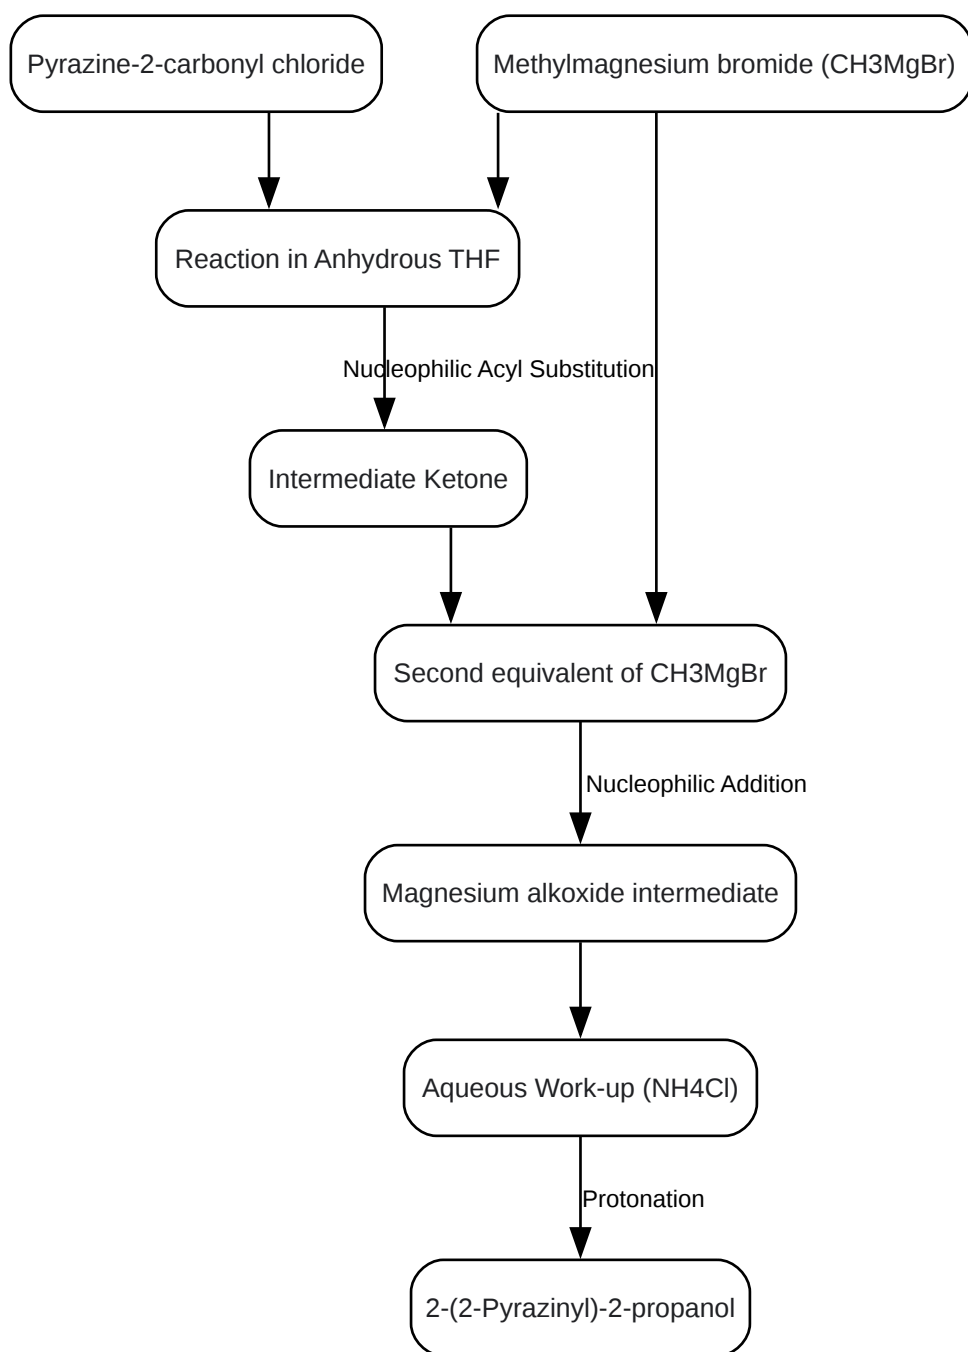 Pyrazine-2-carbonyl chloride
Methylmagnesium bromide (CH3MgBr)
Reaction in Anhydrous THF
Nucleophilic Acyl Substitution
Intermediate Ketone
Second equivalent of CH3MgBr
Nucleophilic Addition
Magnesium alkoxide intermediate
Aqueous Work-up (NH4Cl)
Protonation
2-(2-Pyrazinyl)-2-propanol